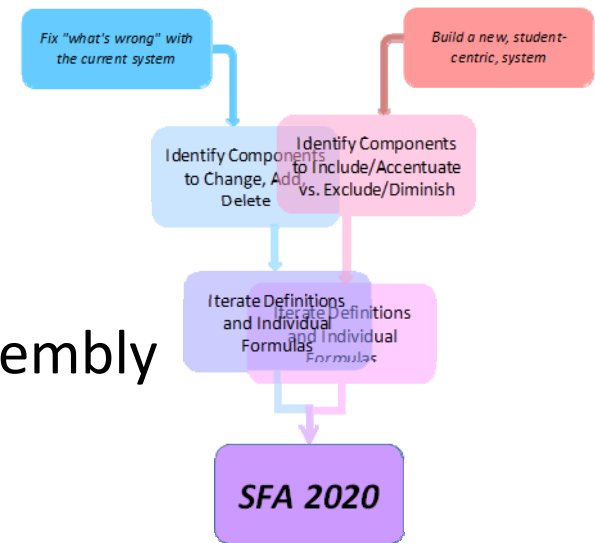 Fix "what's wrong" with
the current system
Build a new, student-
centric, system
Identify Components
to Change, Add,
Delete
Identify Components
to Include/Accentuate
vs. Exclude/Diminish
Iterate Definitions
and Individual
Formulas
Iterate Definitions
and Individual
Formulas
embly
SFA 2020